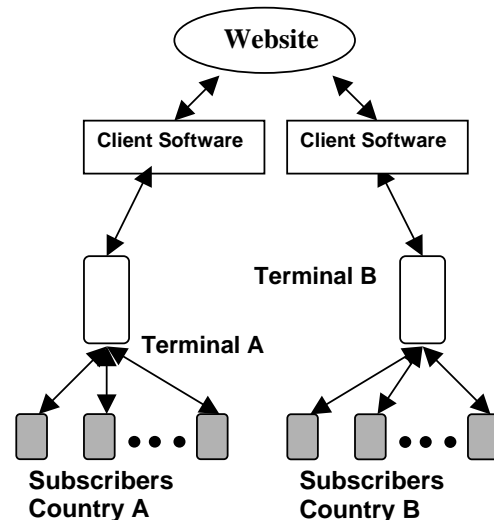 Website
Client Software
Client Software
Terminal B
Terminal A
Subscribers
Country A
Subscribers
Country B